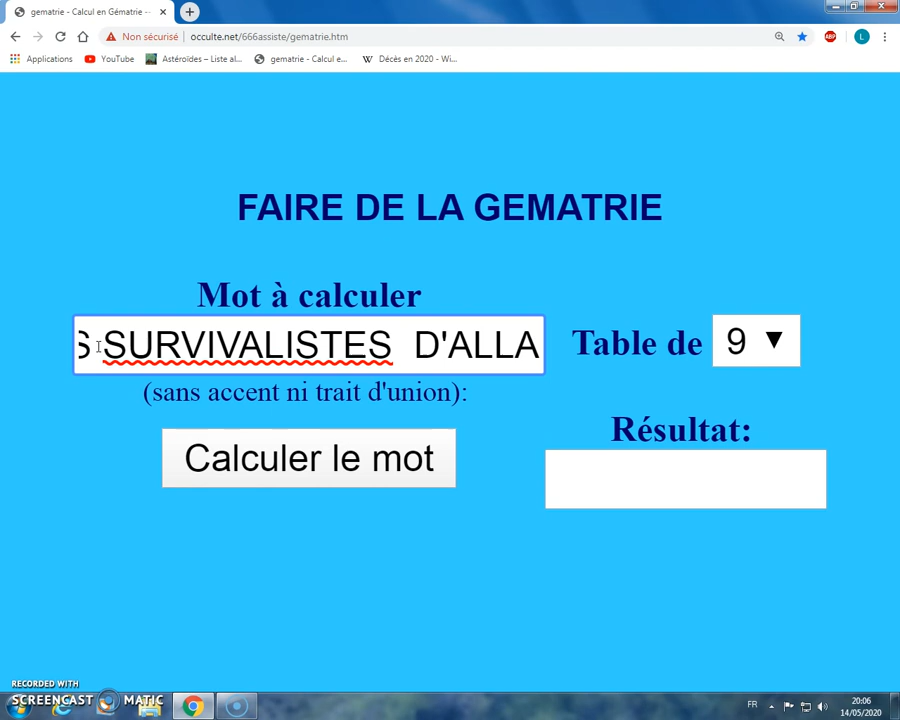 gematrie - Calcul en Gématrie --
Non sécurisé occulte.net/666assiste/gematrie.htm
ABP
L
Applications YouTube Astéroïdes – Liste al... gematrie - Calcul e... W Décès en 2020 - Wi...
FAIRE DE LA GEMATRIE
Mot à calculer
S SURVIVALISTES D'ALLA
Table de 9
(sans accent ni trait d'union):
Résultat:
Calculer le mot
RECORDED WITH
SCREENCAST MATIC
FR
20:06
14/05/2020